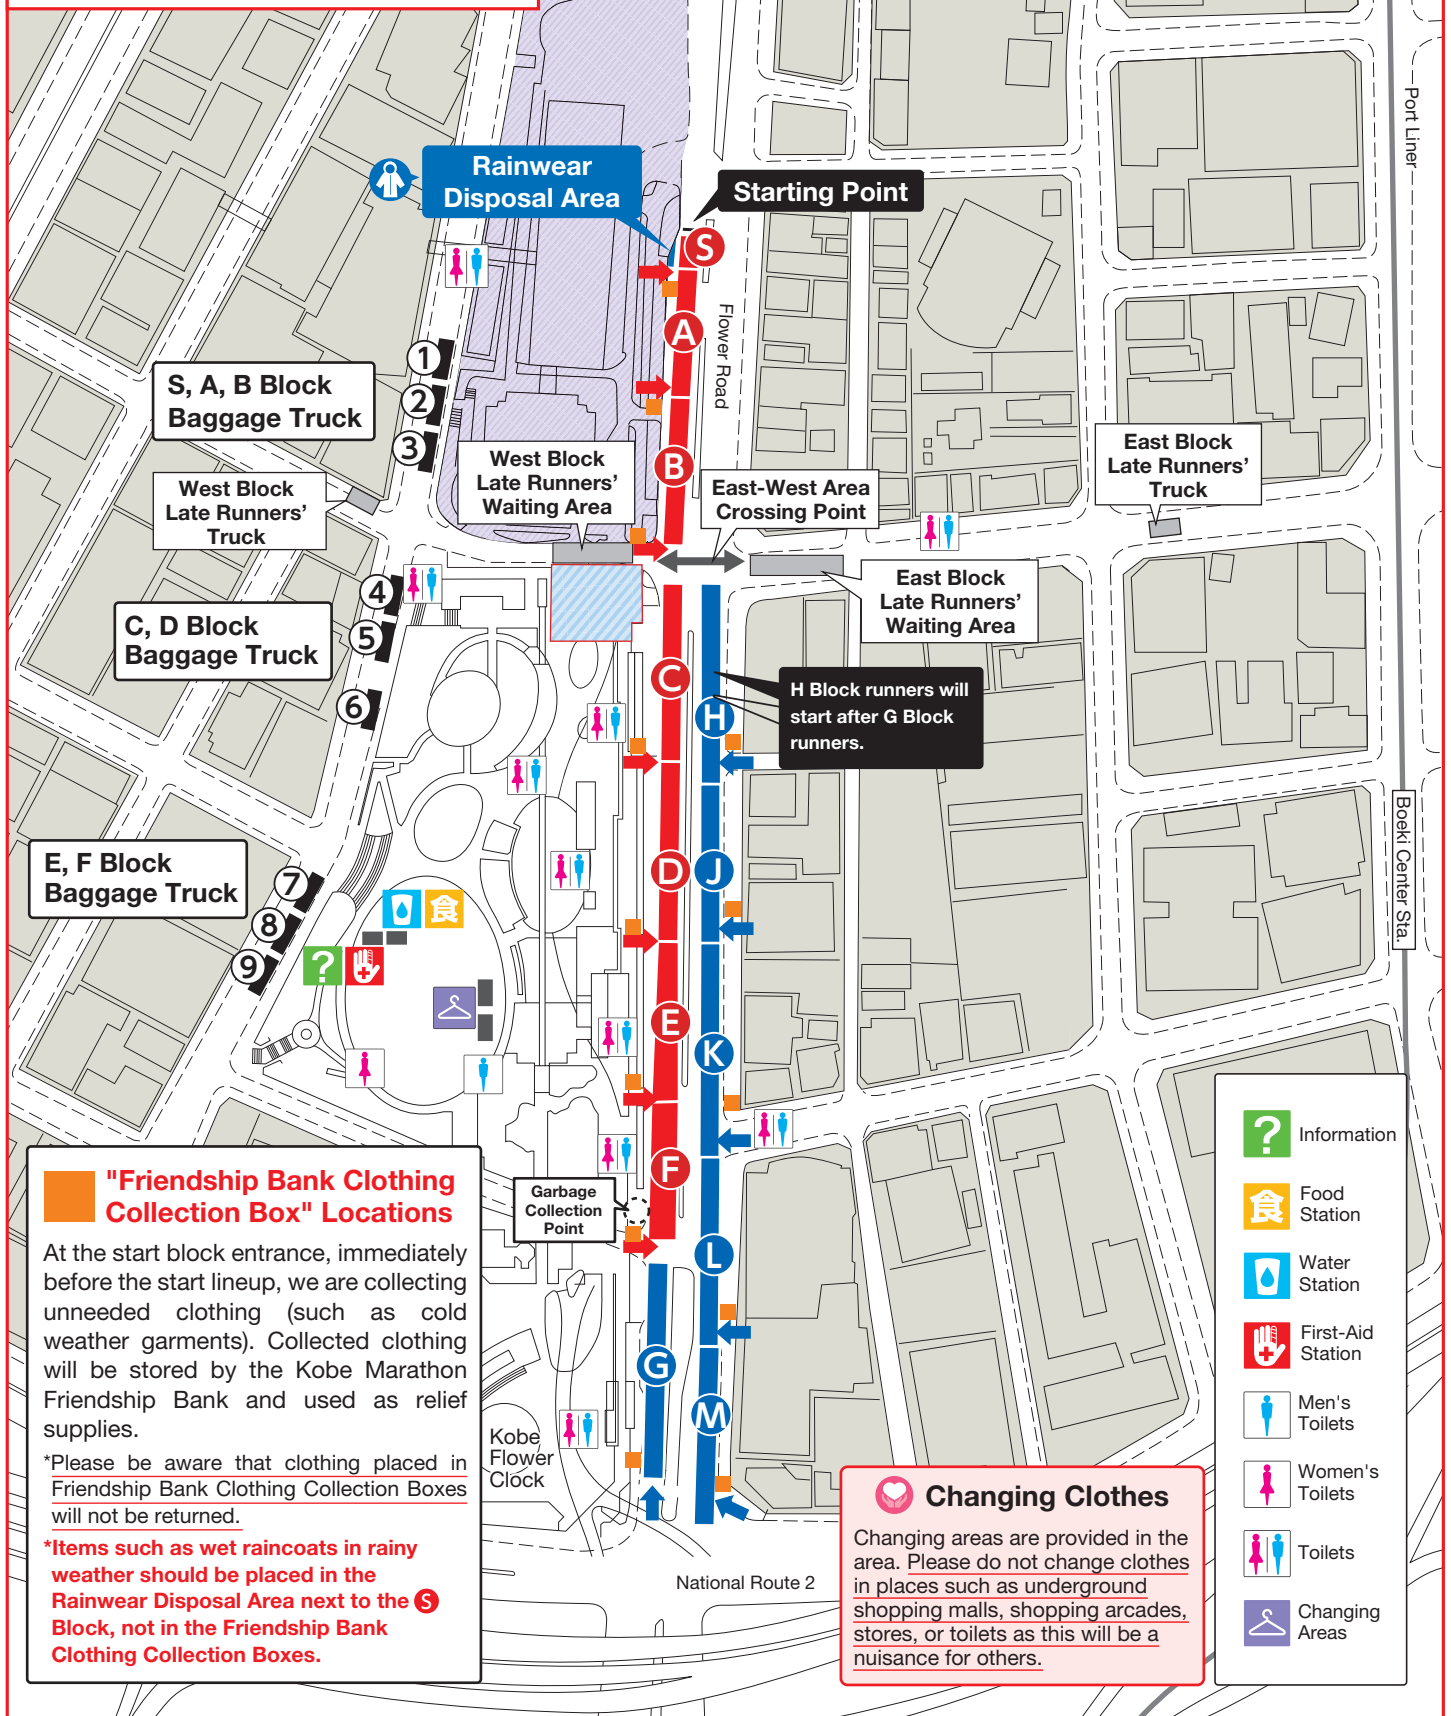 Port Liner
Rainwear
Disposal Area
Starting Point
S
A
Flower Road
S, A, B Block
Baggage Truck
1
2
3
B
West Block
Late Runners'
Waiting Area
East-West Area
Crossing Point
East Block
Late Runners'
Truck
West Block
Late Runners'
Truck
East Block
Late Runners'
Waiting Area
C, D Block
Baggage Truck
4
5
6
C
H
H Block runners will
start after G Block
runners.
Boeki Center Sta.
E, F Block
Baggage Truck
7
8
9
D
J
食
?
E
K
F
Garbage
Collection
Point
L
G
M
Kobe
Flower
Clock
National Route 2
"Friendship Bank Clothing
Collection Box" Locations
At the start block entrance, immediately
before the start lineup, we are collecting
unneeded clothing (such as cold
weather garments). Collected clothing
will be stored by the Kobe Marathon
Friendship Bank and used as relief
supplies.
*Please be aware that clothing placed in
Friendship Bank Clothing Collection Boxes
will not be returned.
*Items such as wet raincoats in rainy
weather should be placed in the
Rainwear Disposal Area next to the S
Block, not in the Friendship Bank
Clothing Collection Boxes.
Changing Clothes
Changing areas are provided in the
area. Please do not change clothes
in places such as underground
shopping malls, shopping arcades,
stores, or toilets as this will be a
nuisance for others.
? Information
食 Food
Station
Water
Station
First-Aid
Station
Men's
Toilets
Women's
Toilets
Toilets
Changing
Areas